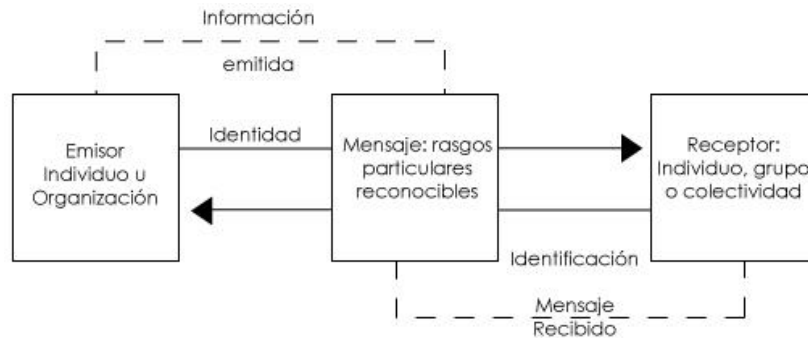 Información
emitida
Identidad
Emisor
Individuo u
Organización
Mensaje: rasgos
particulares
reconocibles
Receptor:
Individuo, grupo
o colectividad
Identificación
Mensaje
Recibido